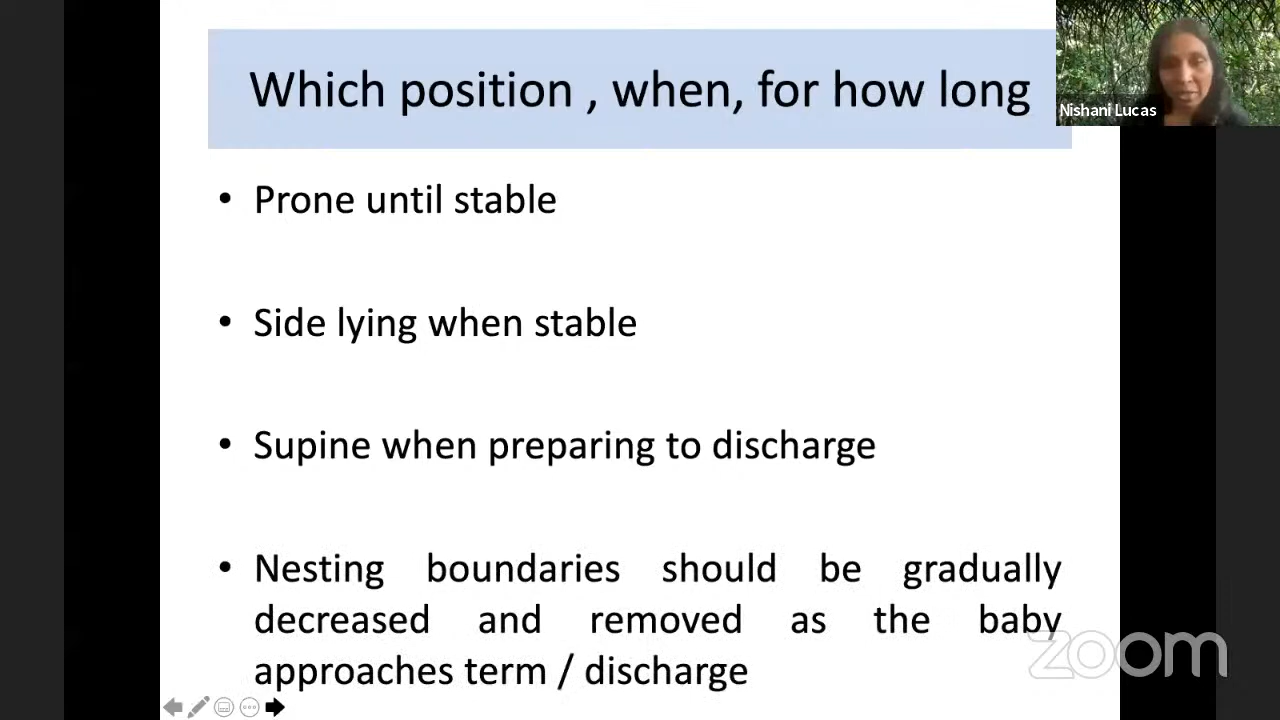 Which position , when, for how long
Nishani Lucas
• Prone until stable
• Side lying when stable
• Supine when preparing to discharge
• Nesting boundaries should be gradually
decreased and removed as the baby
approaches term / discharge
zoom